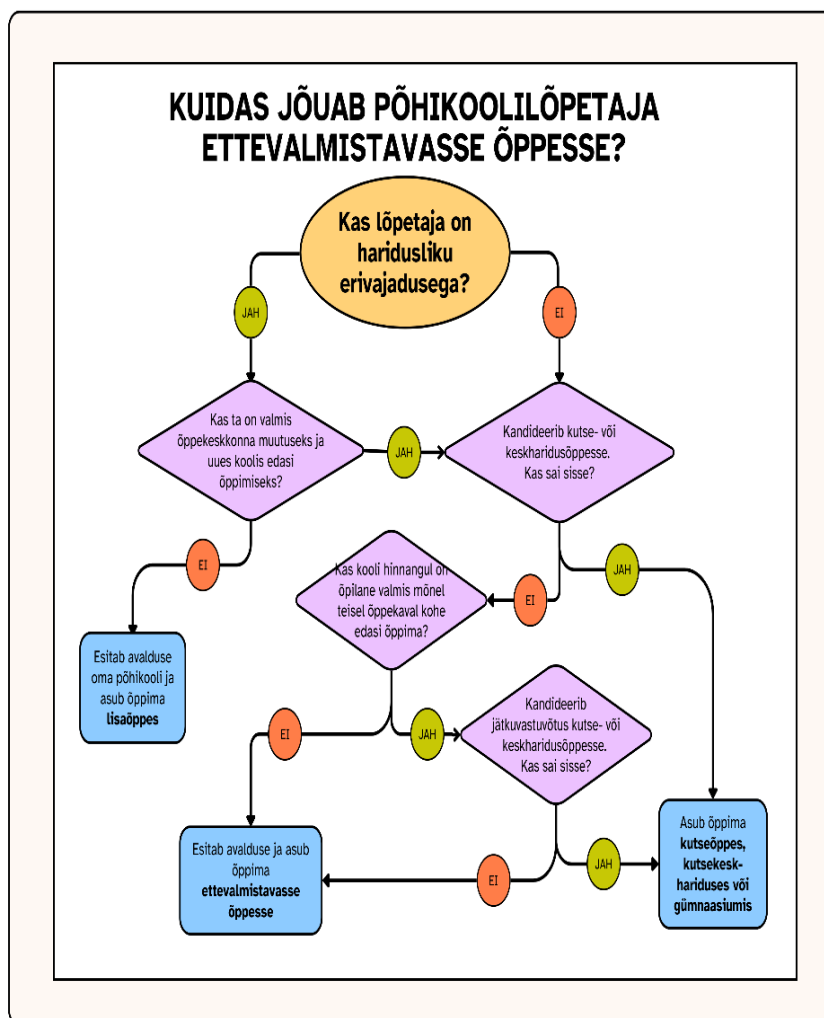 KUIDAS JÕUAB PÕHIKOOLILÕPETAJA
ETTEVALMISTAVASSE ÕPPESSE?
Kas lõpetaja on
haridusliku
erivajadusega?
JAH
EI
Kas ta on valmis
õppekeskkonna muutuseks ja
uues koolis edasi
õppimiseks?
JAH
Kandideerib kutse- või
keskharidusõppesse.
Kas sai sisse?
EI
JAH
Kas kooli hinnangul on
õpilane valmis mõnel
teisel õppekaval kohe
edasi õppima?
EI
Esitab avalduse
oma põhikooli ja
asub õppima
lisaõppes
EI
JAH
Kandideerib
jätkuvastuvõtus kutse- või
keskharidusõppesse.
Kas sai sisse?
Esitab avalduse ja asub
õppima
ettevalmistavasse
õppesse
EI
JAH
Asub õppima
kutseõppes,
kutsekesk-
hariduses või
gümnaasiumis